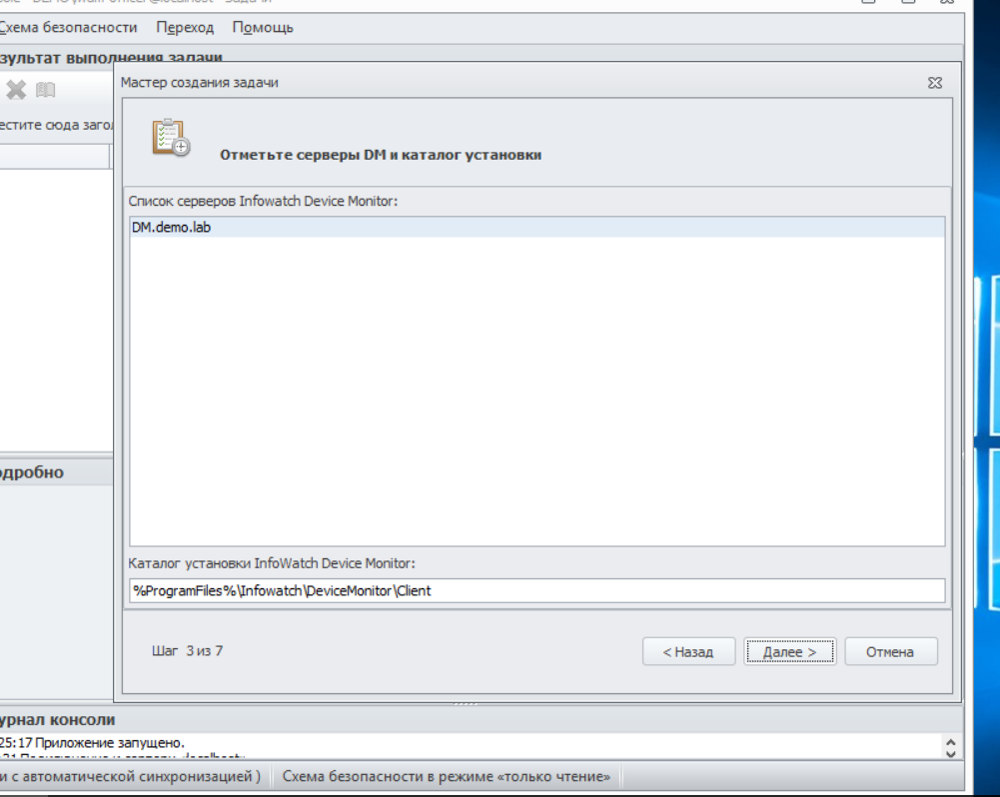 Схема безопасности Переход Помощь
зультат выполнения задачи
Мастер создания задачи
естите сюда заго
Отметьте серверы DM и каталог установки
Список серверов Infowatch Device Monitor:
DM.demo.lab
одробно
Каталог установки InfoWatch Device Monitor:
%ProgramFiles%\Infowatch\DeviceMonitor\Client
Шаг 3 из 7
< Назад
Далее >
Отмена
урнал консоли
25:17 Приложение запущено.
и с автоматической синхронизацией ) Схема безопасности в режиме «только чтение»